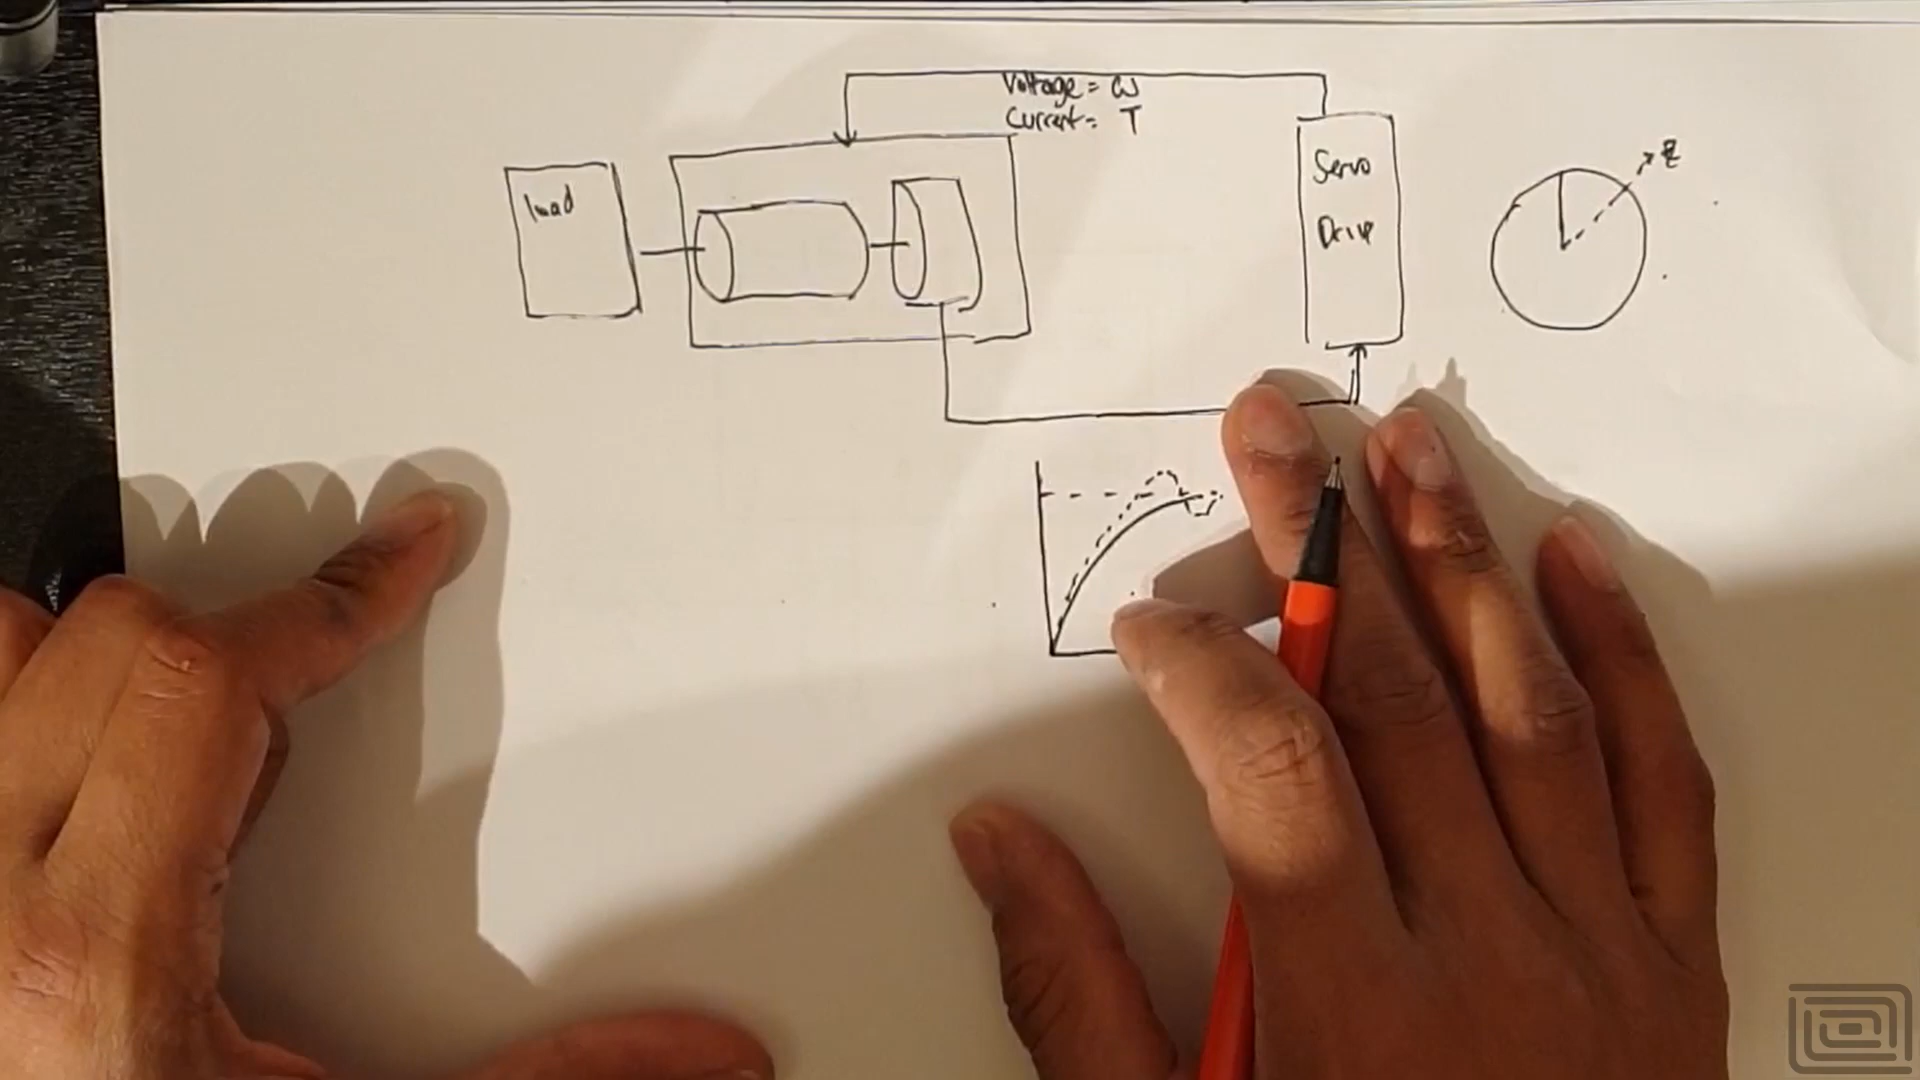 Voltage = ω
Current = T
load
Servo
Drive
z